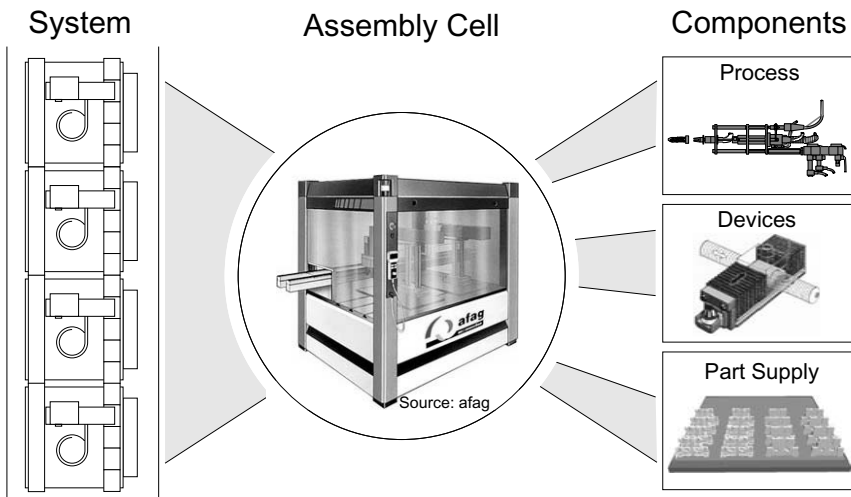 System
Assembly Cell
Components
Process
Devices
Part Supply
afag
Source: afag